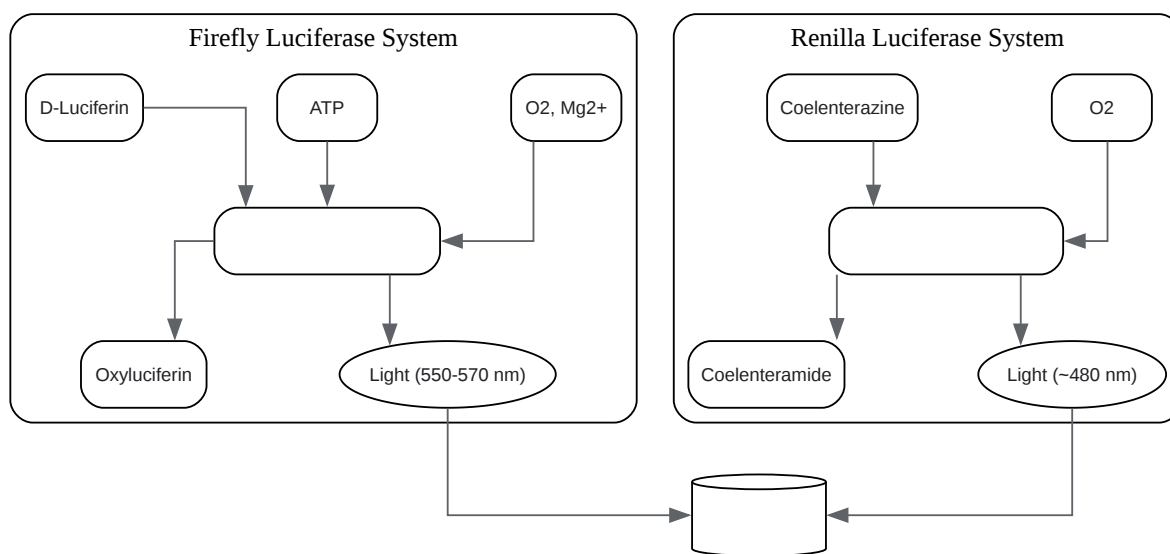 Firefly Luciferase System
D-Luciferin
ATP
O2, Mg2+
Oxyluciferin
Light (550-570 nm)
Renilla Luciferase System
Coelenterazine
O2
Coelenteramide
Light (~480 nm)